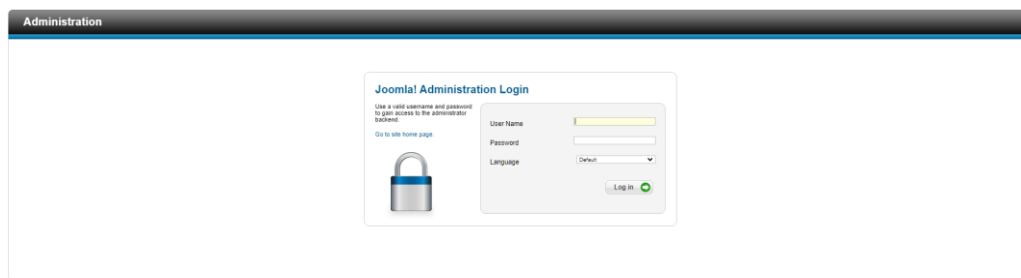 Administration
Joomla! Administration Login
Use a valid username and password
to gain access to the administrator
backend.
Go to site home page.
User Name
Password
Language
Default
Log in